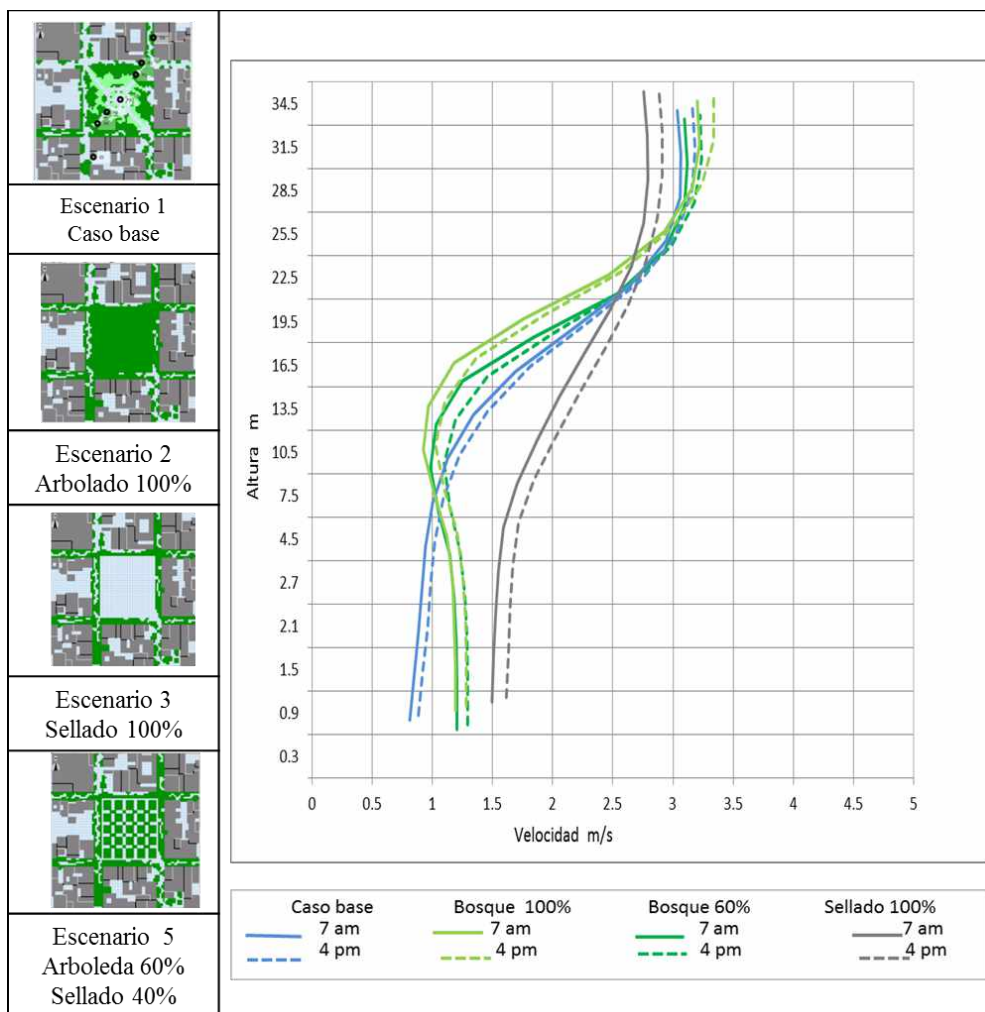 Escenario 1
Caso base
Escenario 2
Arbolado 100%
Escenario 3
Sellado 100%
Escenario 5
Arboleda 60%
Sellado 40%
Altura m
34.5
31.5
28.5
25.5
22.5
19.5
16.5
13.5
10.5
7.5
4.5
2.7
2.1
1.5
0.9
0.3
0 0.5 1 1.5 2 2.5 3 3.5 4 4.5 5
Velocidad m/s
Caso base Bosque 100% Bosque 60% Sellado 100%
7 am 7 am 7 am 7 am
4 pm 4 pm 4 pm 4 pm